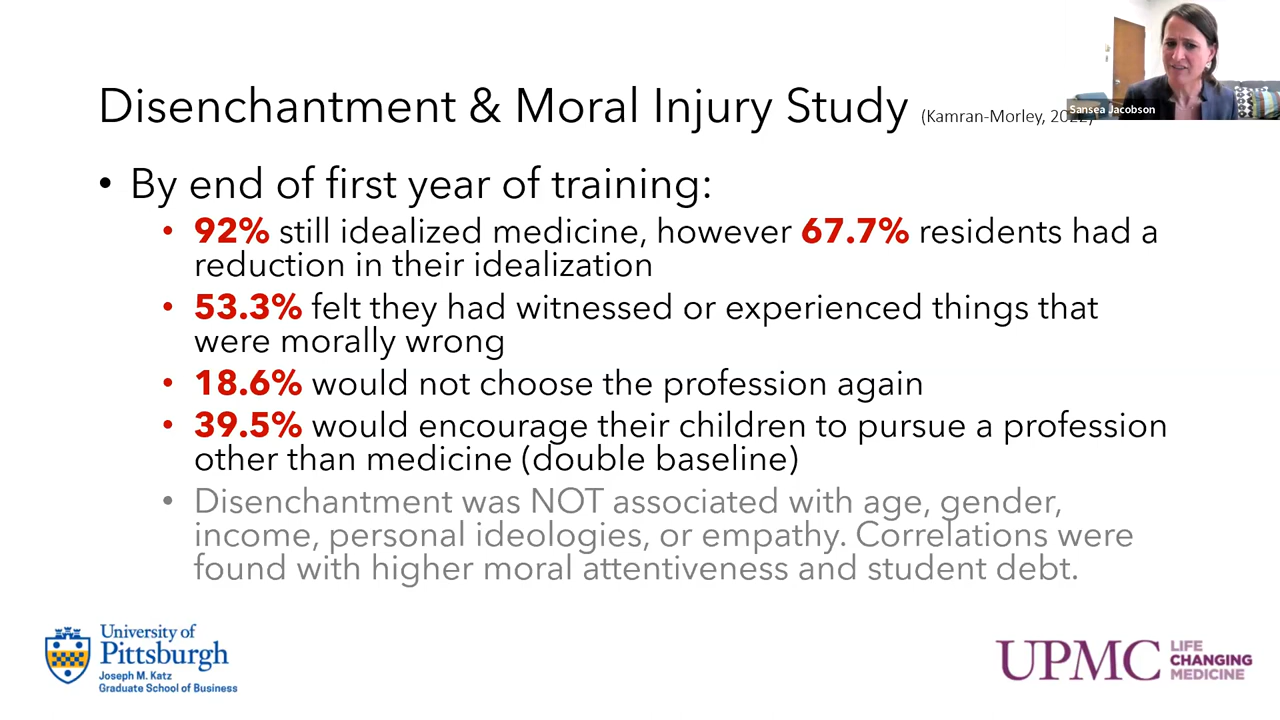 Disenchantment & Moral Injury Study (Kamran-Morley, 2022)
Sansea Jacobson
• By end of first year of training:
• 92% still idealized medicine, however 67.7% residents had a
reduction in their idealization
• 53.3% felt they had witnessed or experienced things that
were morally wrong
• 18.6% would not choose the profession again
• 39.5% would encourage their children to pursue a profession
other than medicine (double baseline)
• Disenchantment was NOT associated with age, gender,
income, personal ideologies, or empathy. Correlations were
found with higher moral attentiveness and student debt.
University of
Pittsburgh
Joseph M. Katz
Graduate School of Business
UPMC LIFE
CHANGING
MEDICINE